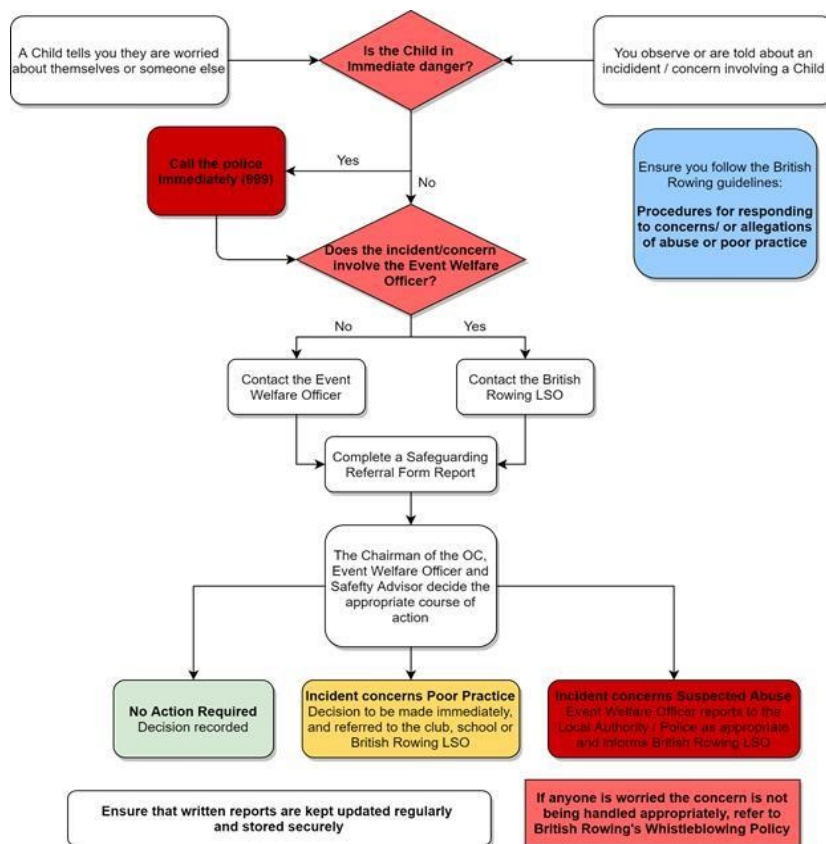 A Child tells you they are worried
about themselves or someone else
Is the Child in
Immediate danger?
You observe or are told about an
incidident / concern involving a Child
Call the police
immediately (999)
Yes
No
Ensure you follow the British
Rowing guidelines:
Procedures for responding
to concerns/ or allegations
of abuse or poor practice
Does the incident/concern
involve the Event Welfare
Officer?
No
Yes
Contact the Event
Welfare Officer
Contact the British
Rowing LSO
Complete a Safeguarding
Referral Form Report
The Chairman of the OC,
Event Welfare Officer and
Safefty Advisor decide the
appropriate course of
action
No Action Required
Decision recorded
Incident concerns Poor Practice
Decision to be made immediately,
and referred to the club, school or
British Rowing LSO
Incident concerns Suspected Abuse
Event Welfare Officer reports to the
Local Authority / Police as appropriate
and informs British Rowing LSO
Ensure that written reports are kept updated regularly
and stored securely
If anyone is worried the concern is not
being handled appropriately, refer to
British Rowing's Whistleblowing Policy